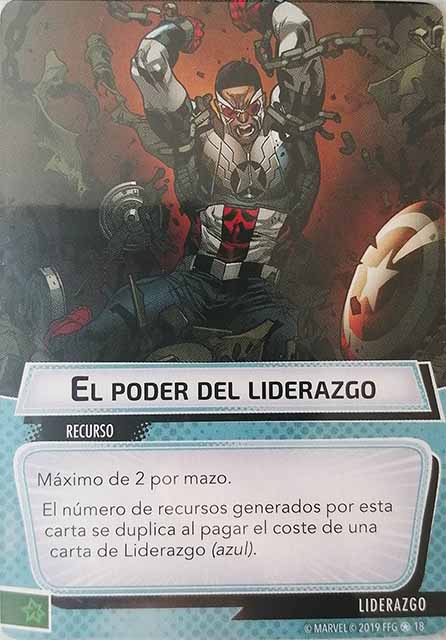 EL PODER DEL LIDERAZGO
RECURSO
Máximo de 2 por mazo.
El número de recursos generados por esta
carta se duplica al pagar el coste de una
carta de Liderazgo (azul).
LIDERAZGO
© MARVEL © 2019 FFG ✪ 18